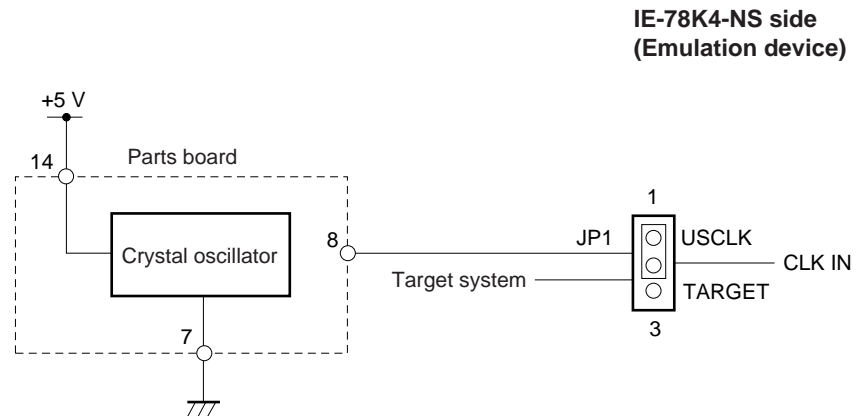 IE-78K4-NS side
(Emulation device)
+5 V
14
Parts board
1
8
JP1
USCLK
Crystal oscillator
CLK IN
Target system
TARGET
7
3